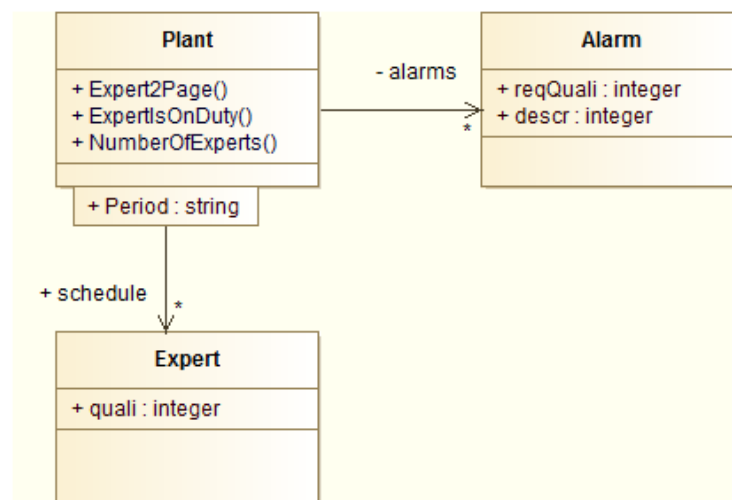 Plant
+ Expert2Page()
+ ExpertIsOnDuty()
+ NumberOfExperts()
- alarms
*
Alarm
+ reqQuali : integer
+ descr : integer
+ Period : string
+ schedule
*
Expert
+ quali : integer